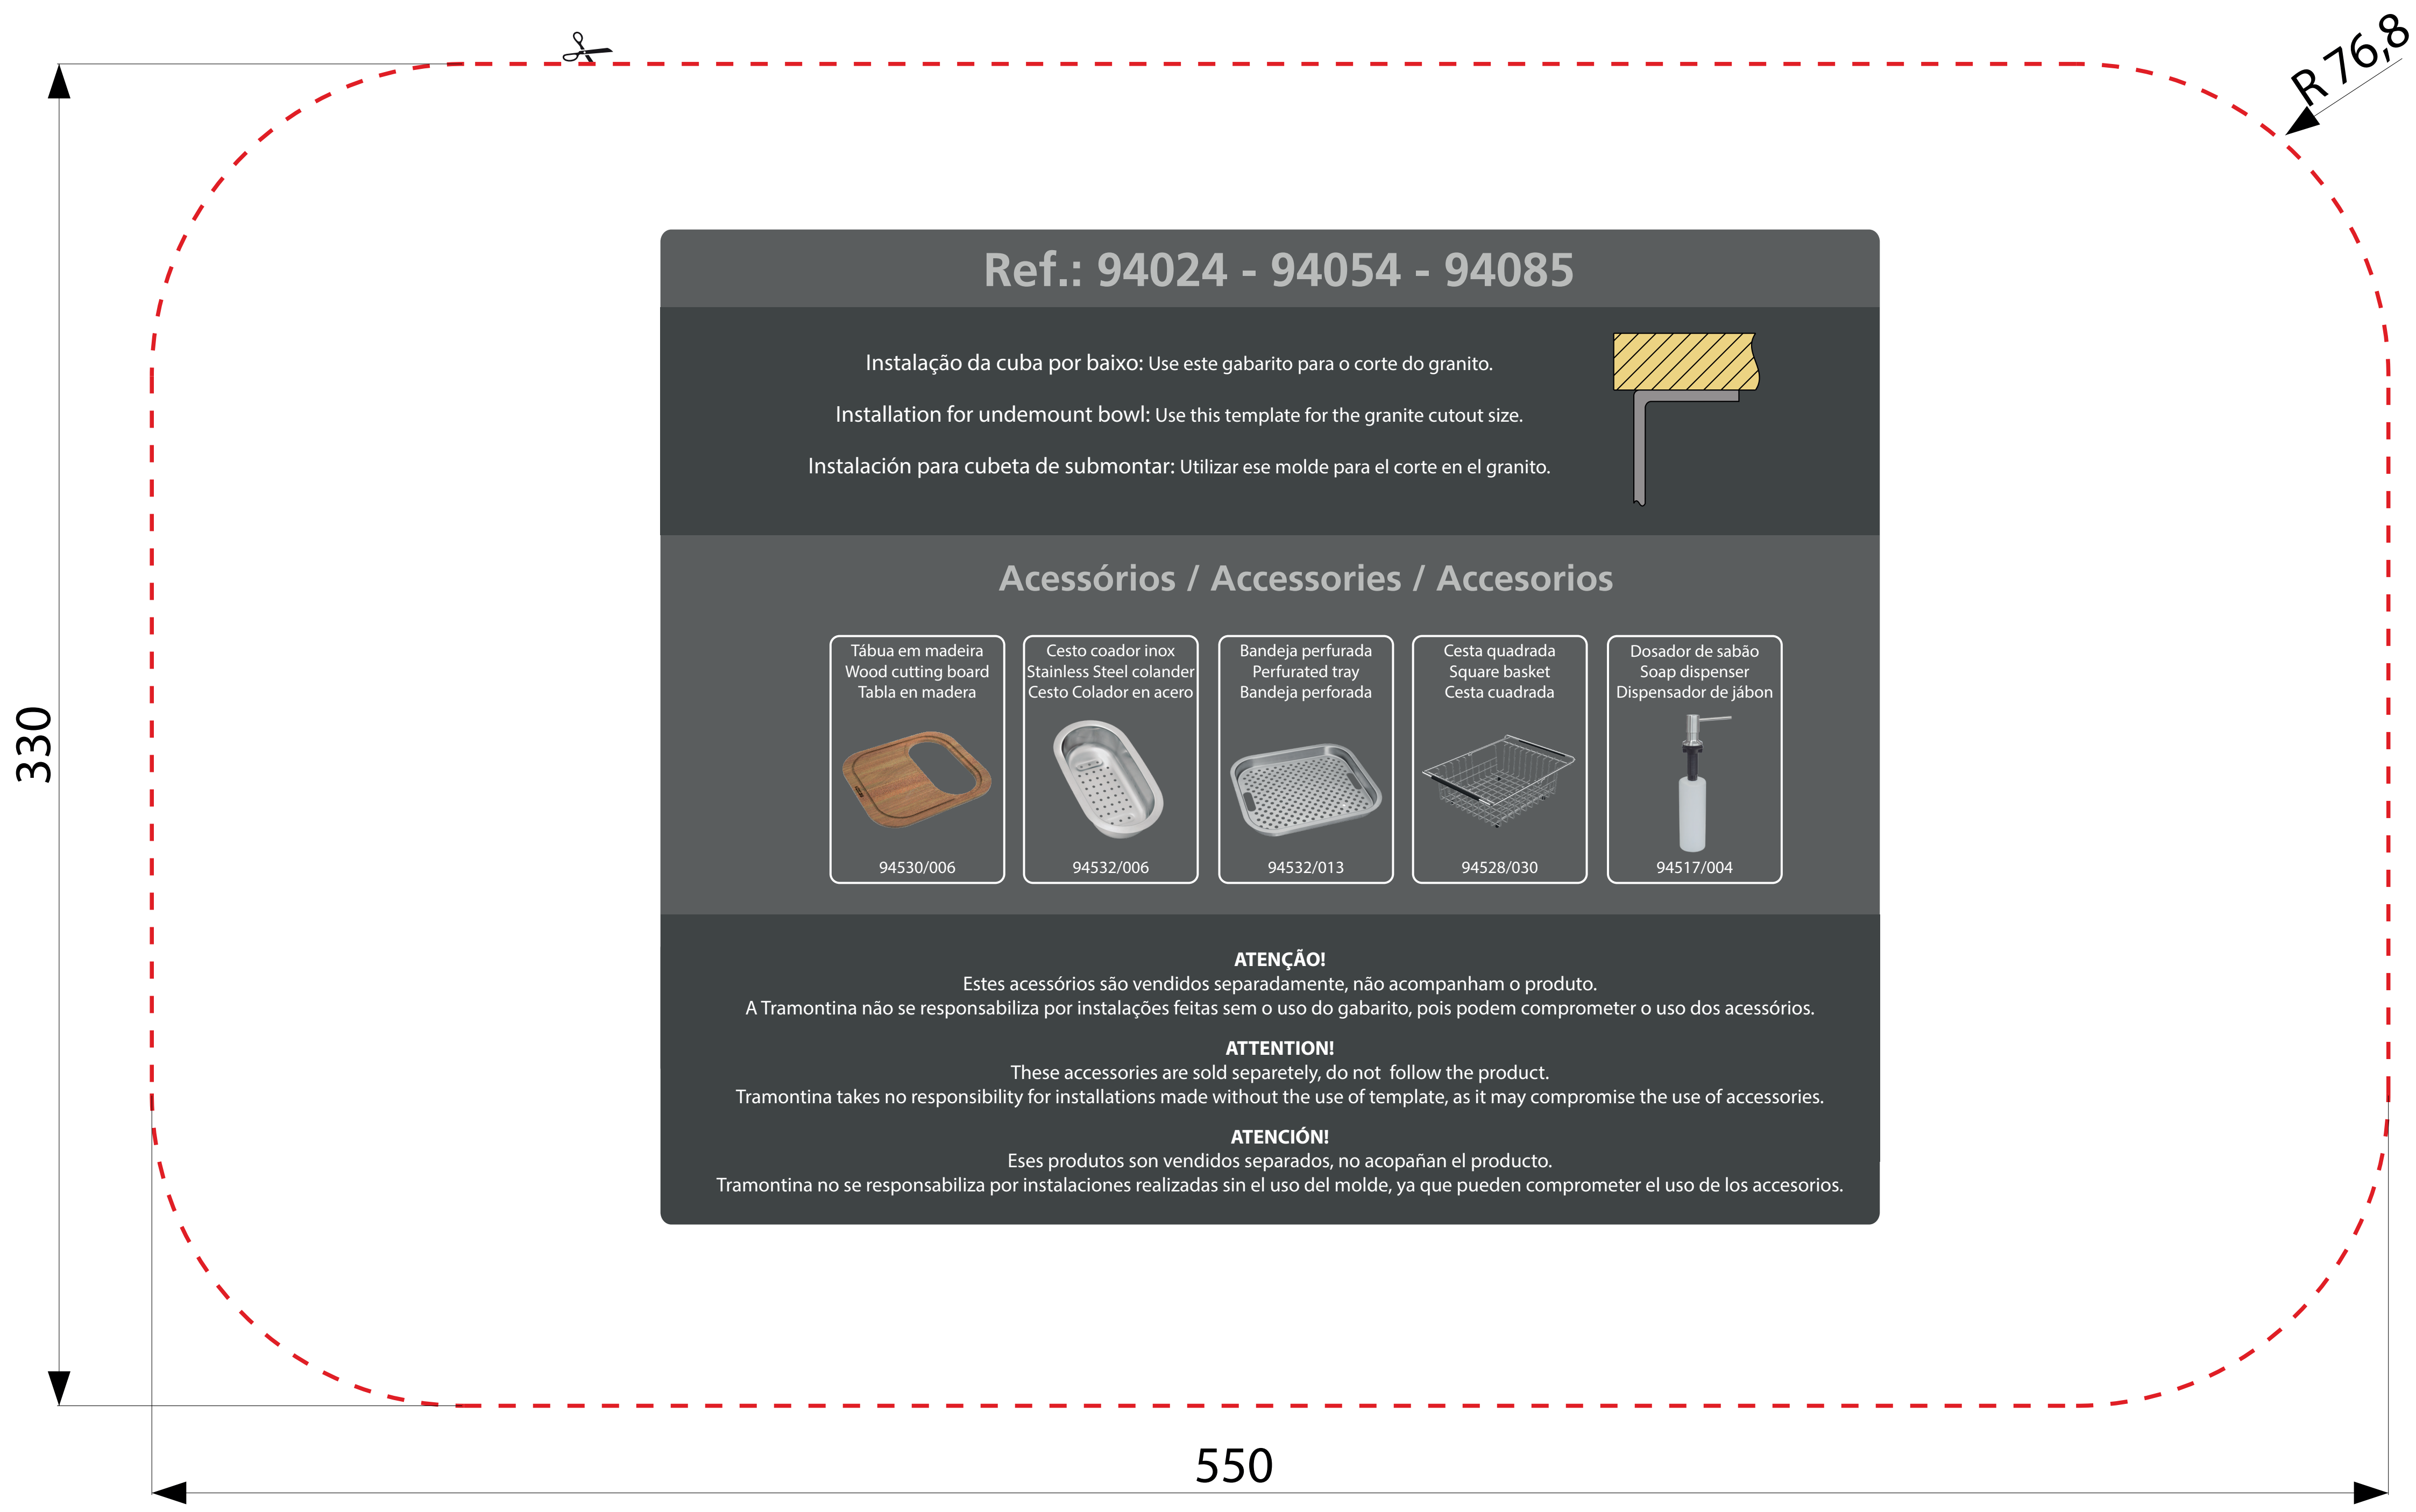 R 76,8
Ref.: 94024 - 94054 - 94085
Instalação da cuba por baixo: Use este gabarito para o corte do granito.
Installation for undemount bowl: Use this template for the granite cutout size.
Instalación para cubeta de submontar: Utilizar ese molde para el corte en el granito.
Acessórios / Accessories / Accesorios
Tábua em madeira
Wood cutting board
Tabla en madera
94530/006
Cesto coador inox
Stainless Steel colander
Cesto Colador en acero
94532/006
Bandeja perfurada
Perfurated tray
Bandeja perforada
94532/013
Cesta quadrada
Square basket
Cesta cuadrada
94528/030
Dosador de sabão
Soap dispenser
Dispensador de jábon
94517/004
330
ATENÇÃO!
Estes acessórios são vendidos separadamente, não acompanham o produto.
A Tramontina não se responsabiliza por instalações feitas sem o uso do gabarito, pois podem comprometer o uso dos acessórios.
ATTENTION!
These accessories are sold separetely, do not  follow the product.
Tramontina takes no responsibility for installations made without the use of template, as it may compromise the use of accessories.
ATENCIÓN!
Eses produtos son vendidos separados, no acopañan el producto.
Tramontina no se responsabiliza por instalaciones realizadas sin el uso del molde, ya que pueden comprometer el uso de los accesorios.
550